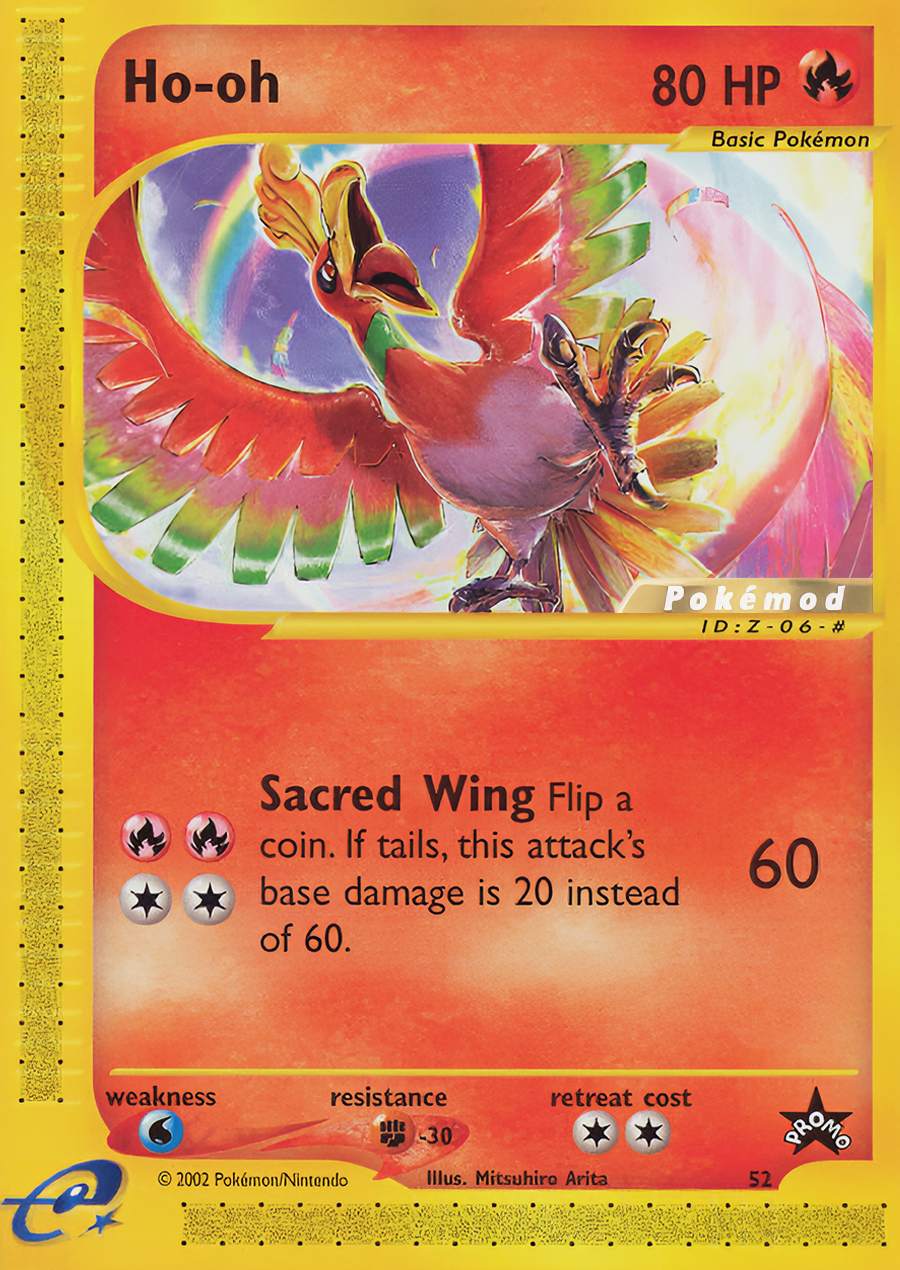 Ho-oh
80 HP
Basic Pokémon
Pokémod
ID:Z-06-#
Sacred Wing Flip a
coin. If tails, this attack's
base damage is 20 instead
of 60.
60
weakness
resistance
retreat cost
-30
PROMO
© 2002 Pokémon/Nintendo
Illus. Mitsuhiro Arita
52
e